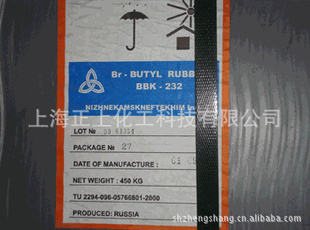 Br - BUTYL RUBB
BBK - 232
NIZHNEKAMSKNEFTEKHIM In
上海正上化工科技有限公司
LOT №
PACKAGE № 27
DATE OF MANUFACTURE :
NET WEIGHT : 450 KG
TU 2294-096-05766801-2000
PRODUCED: RUSSIA
shzhengshang.cn.alibaba.com